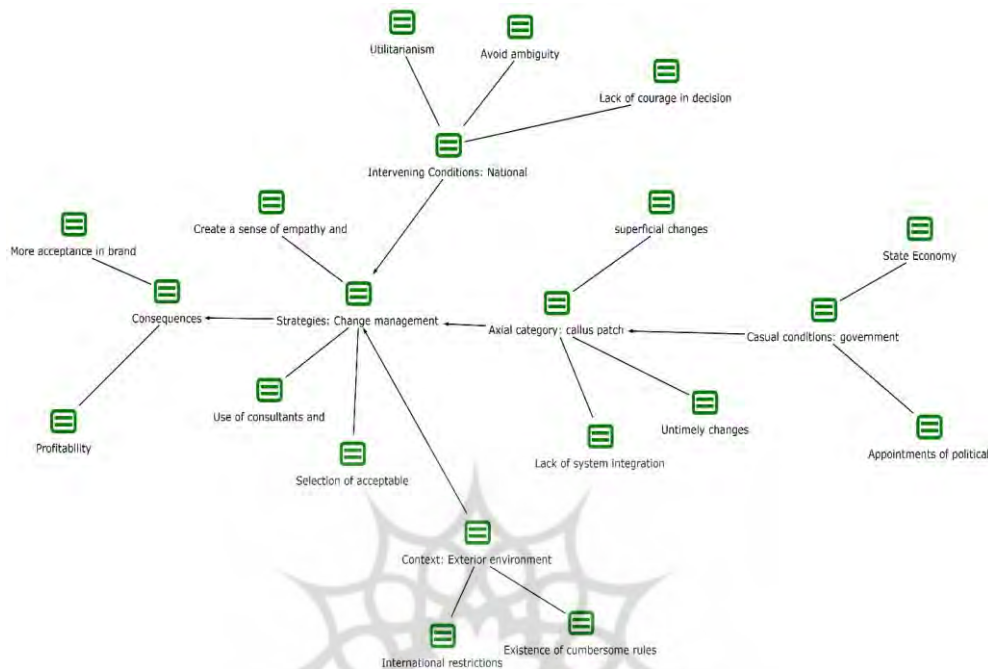 Utilitarianism
Avoid ambiguity
Lack of courage in decision
Intervening Conditions: National
Create a sense of empathy and
superficial changes
More acceptance in brand
State Economy
Consequences
Strategies: Change management
Axial category: callus patch
Casual conditions: government
Use of consultants and
Untimely changes
Profitability
Selection of acceptable
Lack of system integration
Appointments of political
Context: Exterior environment
International restrictions
Existence of cumbersome rules